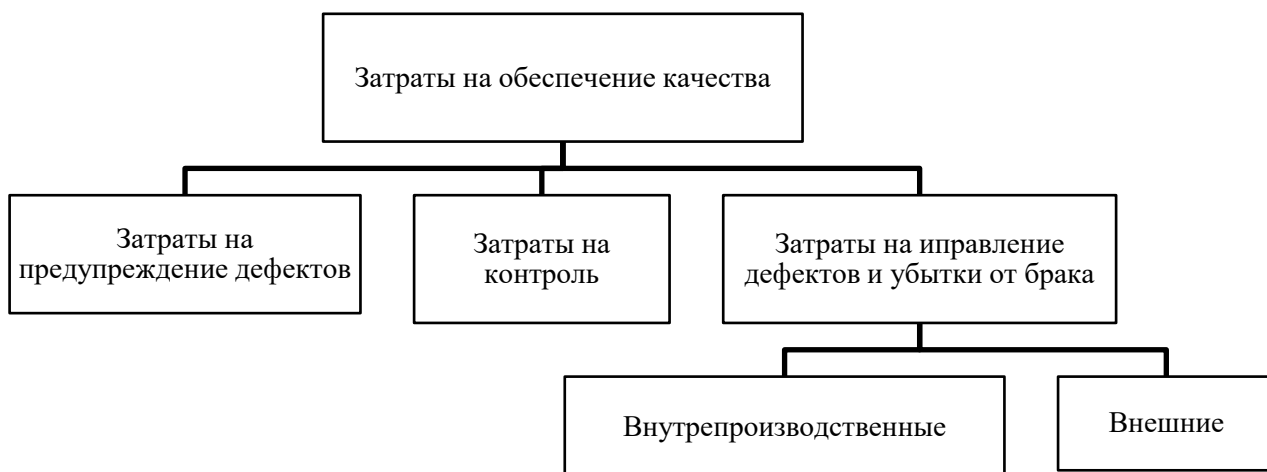 Затраты на обеспечение качества
Затраты на
предупреждение дефектов
Затраты на
контроль
Затраты на иправление
дефектов и убытки от брака
Внутрепроизводственные
Внешние